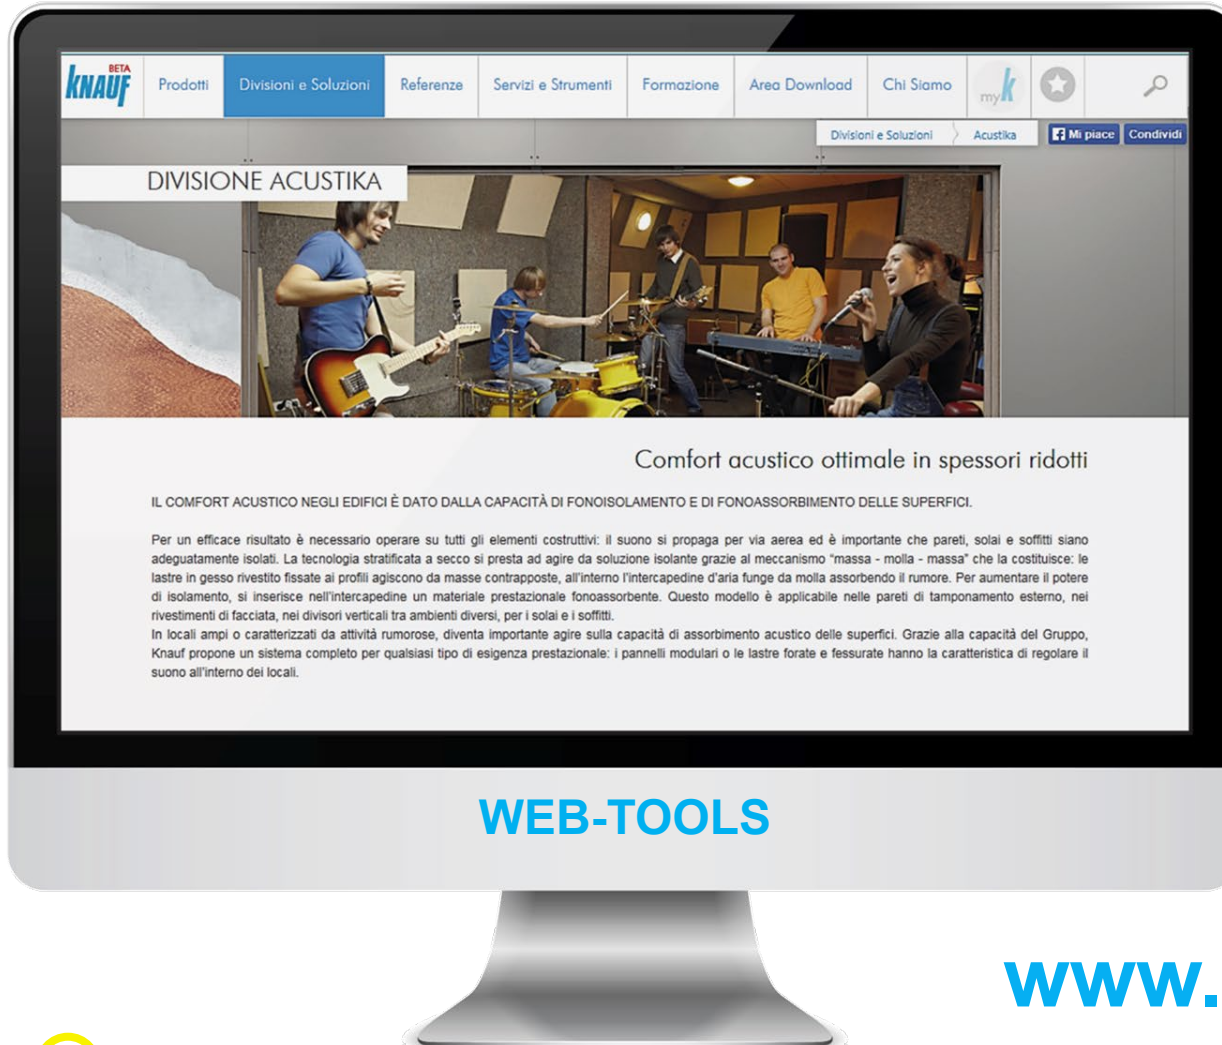 BETA
KNAUF
Prodotti
Divisioni e Soluzioni
Referenze
Servizi e Strumenti
Formazione
Area Download
Chi Siamo
my k
Divisioni e Soluzioni
Acustika
Mi piace
Condividi
DIVISIONE ACUSTIKA
Comfort acustico ottimale in spessori ridotti
IL COMFORT ACUSTICO NEGLI EDIFICI È DATO DALLA CAPACITÀ DI FONOISOLAMENTO E DI FONOASSORBIMENTO DELLE SUPERFICI.
Per un efficace risultato è necessario operare su tutti gli elementi costruttivi: il suono si propaga per via aerea ed è importante che pareti, solai e soffitti siano
adeguatamente isolati. La tecnologia stratificata a secco si presta ad agire da soluzione isolante grazie al meccanismo “massa - molla - massa” che la costituisce: le
lastre in gesso rivestito fissate ai profili agiscono da masse contrapposte, all'interno l'intercapedine d'aria funge da molla assorbendo il rumore. Per aumentare il potere
di isolamento, si inserisce nell'intercapedine un materiale prestazionale fonoassorbente. Questo modello è applicabile nelle pareti di tamponamento esterno, nei
rivestimenti di facciata, nei divisori verticali tra ambienti diversi, per i solai e i soffitti.
In locali ampi o caratterizzati da attività rumorose, diventa importante agire sulla capacità di assorbimento acustico delle superfici. Grazie alla capacità del Gruppo,
Knauf propone un sistema completo per qualsiasi tipo di esigenza prestazionale: i pannelli modulari o le lastre forate e fessurate hanno la caratteristica di regolare il
suono all'interno dei locali.
WEB-TOOLS
www.